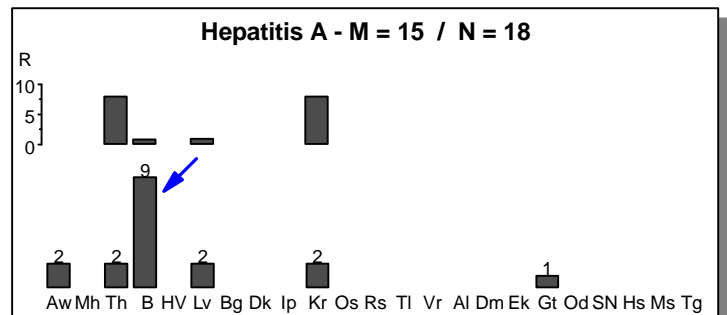 Hepatitis A - M = 15 / N = 18
R
10
5
0
9
2 2 2 2 1
Aw Mh Th B HV Lv Bg Dk Ip Kr Os Rs Tl Vr Al Dm Ek Gt Od SN Hs Ms Tg